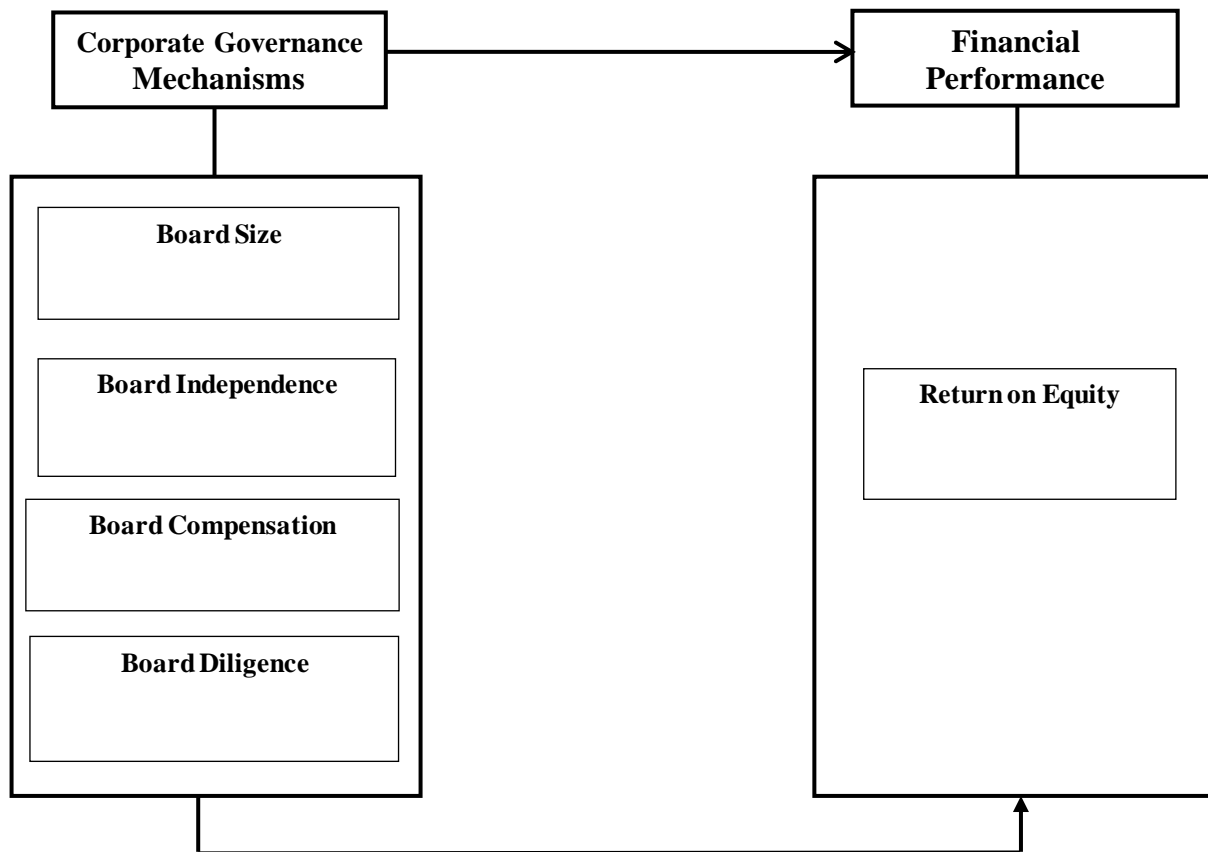 Corporate Governance
Mechanisms
Financial
Performance
Board Size
Board Independence
Return on Equity
Board Compensation
Board Diligence